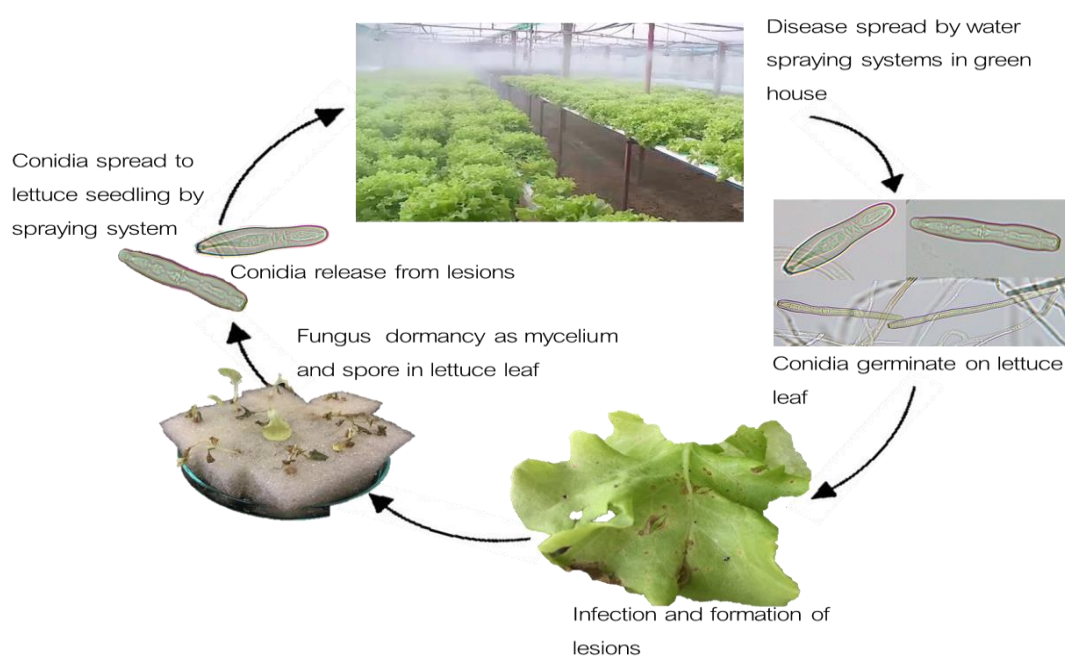 Disease spread by water
spraying systems in green
house
Conidia spread to
lettuce seedling by
spraying system
Conidia release from lesions
Fungus dormancy as mycelium
and spore in lettuce leaf
Conidia germinate on lettuce
leaf
Infection and formation of
lesions